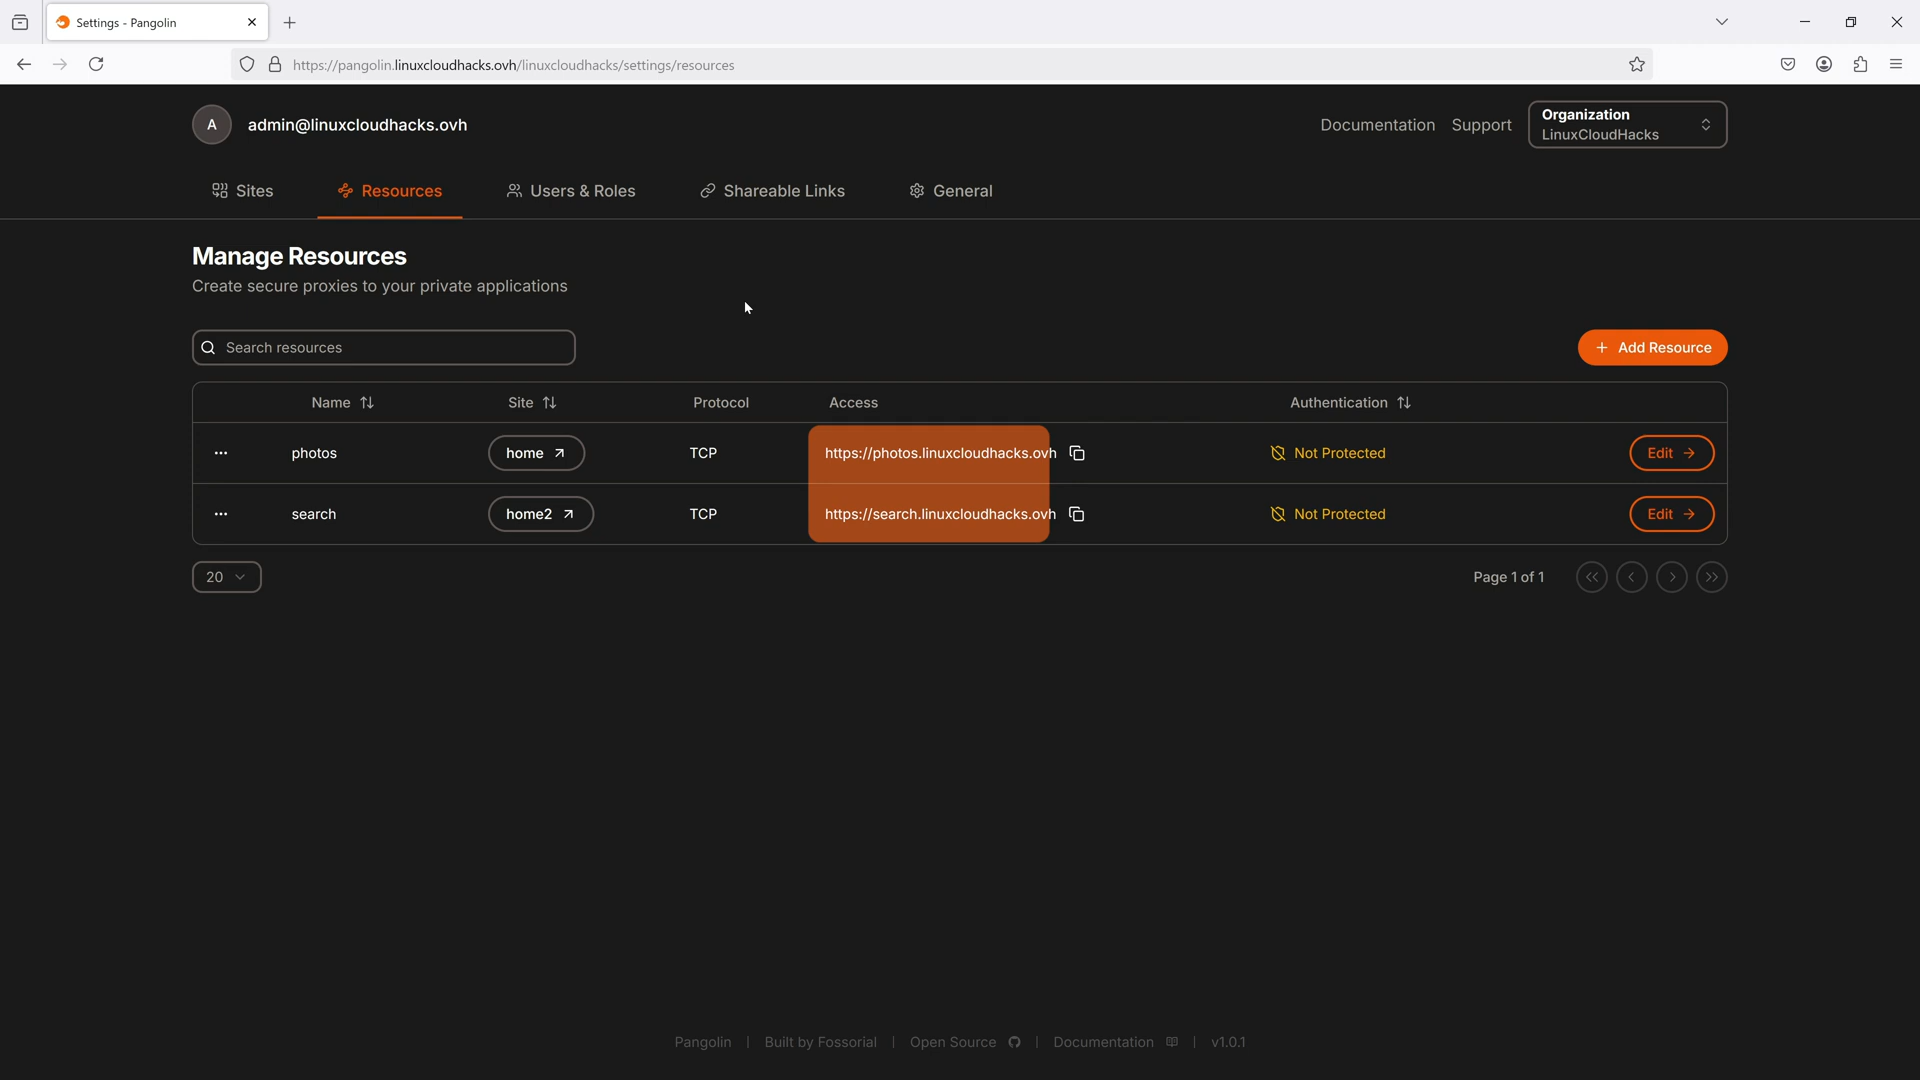 Settings - Pangolin
https://pangolin.linuxcloudhacks.ovh/linuxcloudhacks/settings/resources
A admin@linuxcloudhacks.ovh Documentation Support Organization
LinuxCloudHacks
Sites Resources Users & Roles Shareable Links General
Manage Resources
Create secure proxies to your private applications
Search resources + Add Resource
Name Site Protocol Access Authentication
photos home TCP https://photos.linuxcloudhacks.ovh Not Protected Edit
search home2 TCP https://search.linuxcloudhacks.ovh Not Protected Edit
20 Page 1 of 1
Pangolin | Built by Fossorial | Open Source | Documentation | v1.0.1